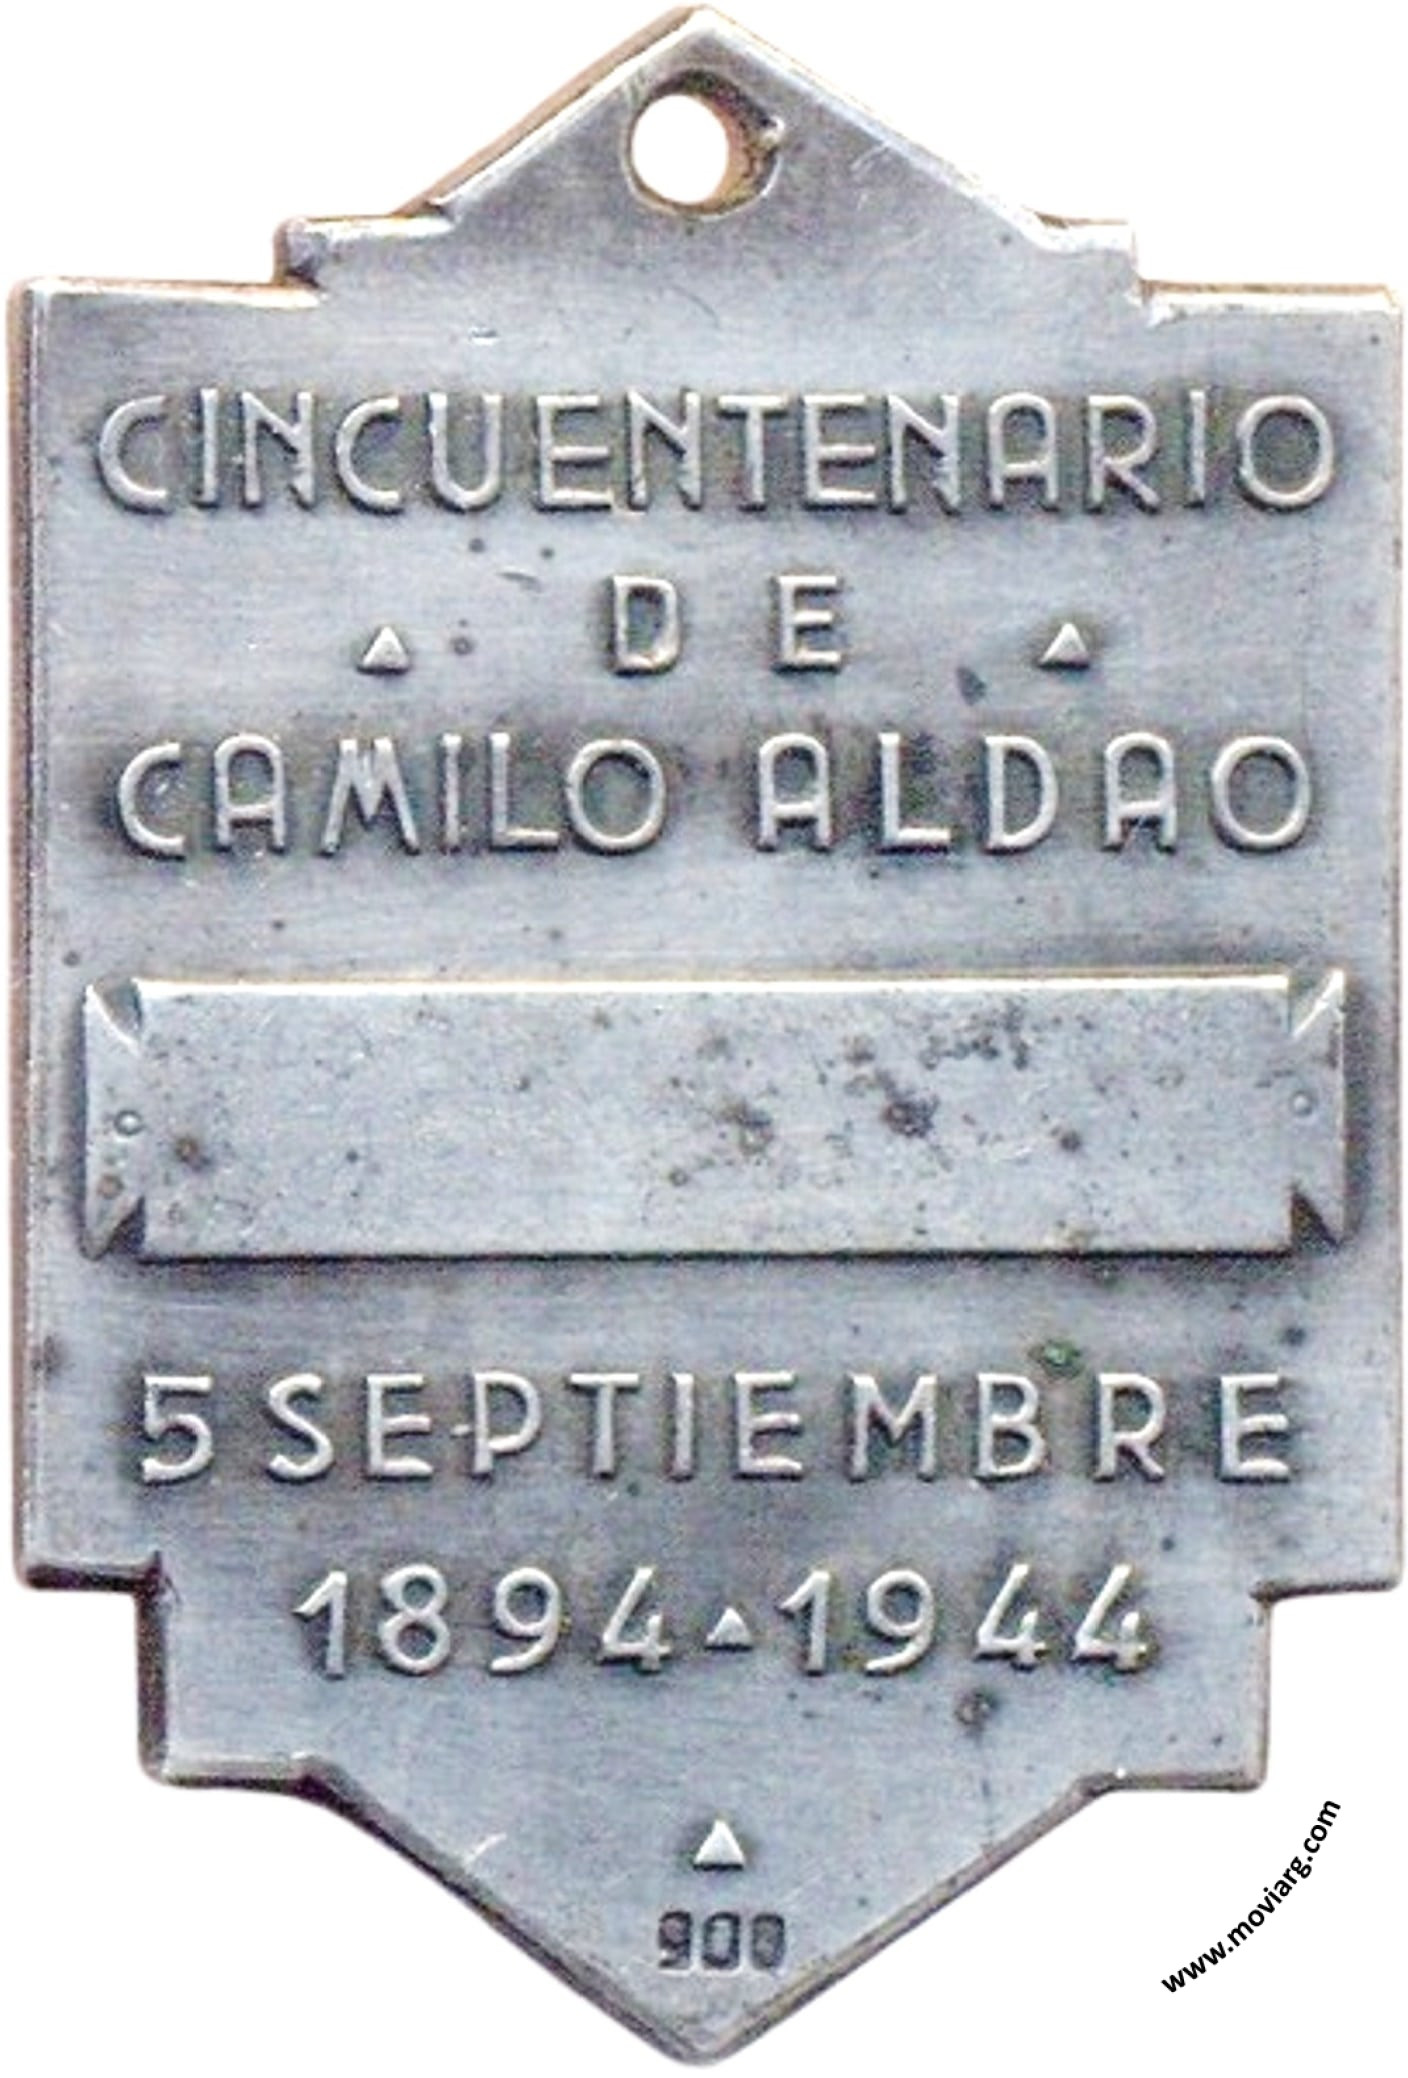 CINCUENTENARIO
DE
CAMILO ALDAO
5 SEPTIEMBRE
1894 1944
900
www.moviarg.com